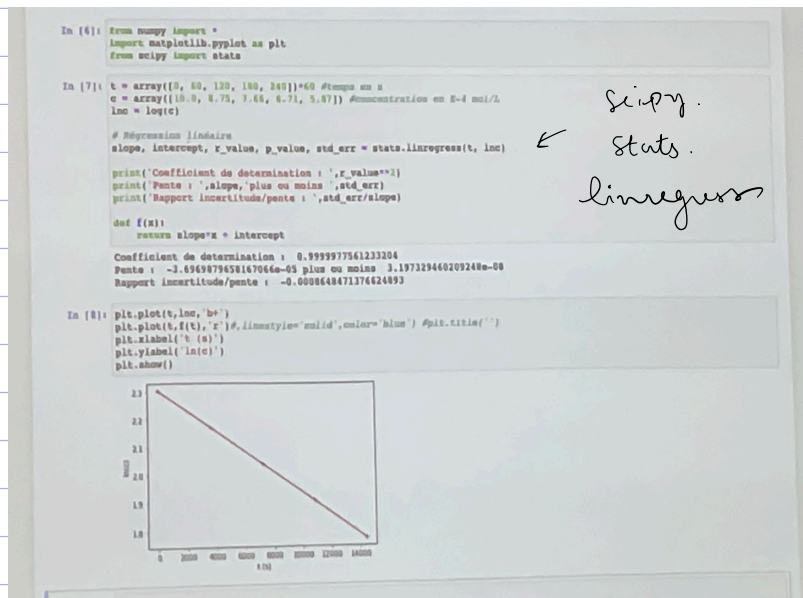 In [6]: from numpy import *
import matplotlib.pyplot as plt
from scipy import stats
In [7]: t = array([0, 60, 120, 180, 240])*60 #temps en s
c = array([10.0, 8.75, 7.66, 6.71, 5.87]) #concentration en E-4 mol/L
lnc = log(c)
# Régression linéaire
slope, intercept, r_value, p_value, std_err = stats.linregress(t, lnc)
print('Coefficient de determination : ',r_value**2)
print('Pente : ',slope,'plus ou moins ',std_err)
print('Rapport incertitude/pente : ',std_err/slope)
def f(x):
return slope*x + intercept
Coefficient de determination : 0.9999977561233204
Pente : -3.6969879658167066e-05 plus ou moins 3.197329460209248e-08
Rapport incertitude/pente : -0.0008648471376624893
scipy.
stats.
linregress
In [8]: plt.plot(t,lnc,'b+')
plt.plot(t,f(t),'r')#,linestyle='solid',color='blue') #plt.title('')
plt.xlabel('t (s)')
plt.ylabel('ln(c)')
plt.show()
2.3
2.2
2.1
2.0
1.9
1.8
ln(c)
0 2000 4000 6000 8000 10000 12000 14000
t (s)